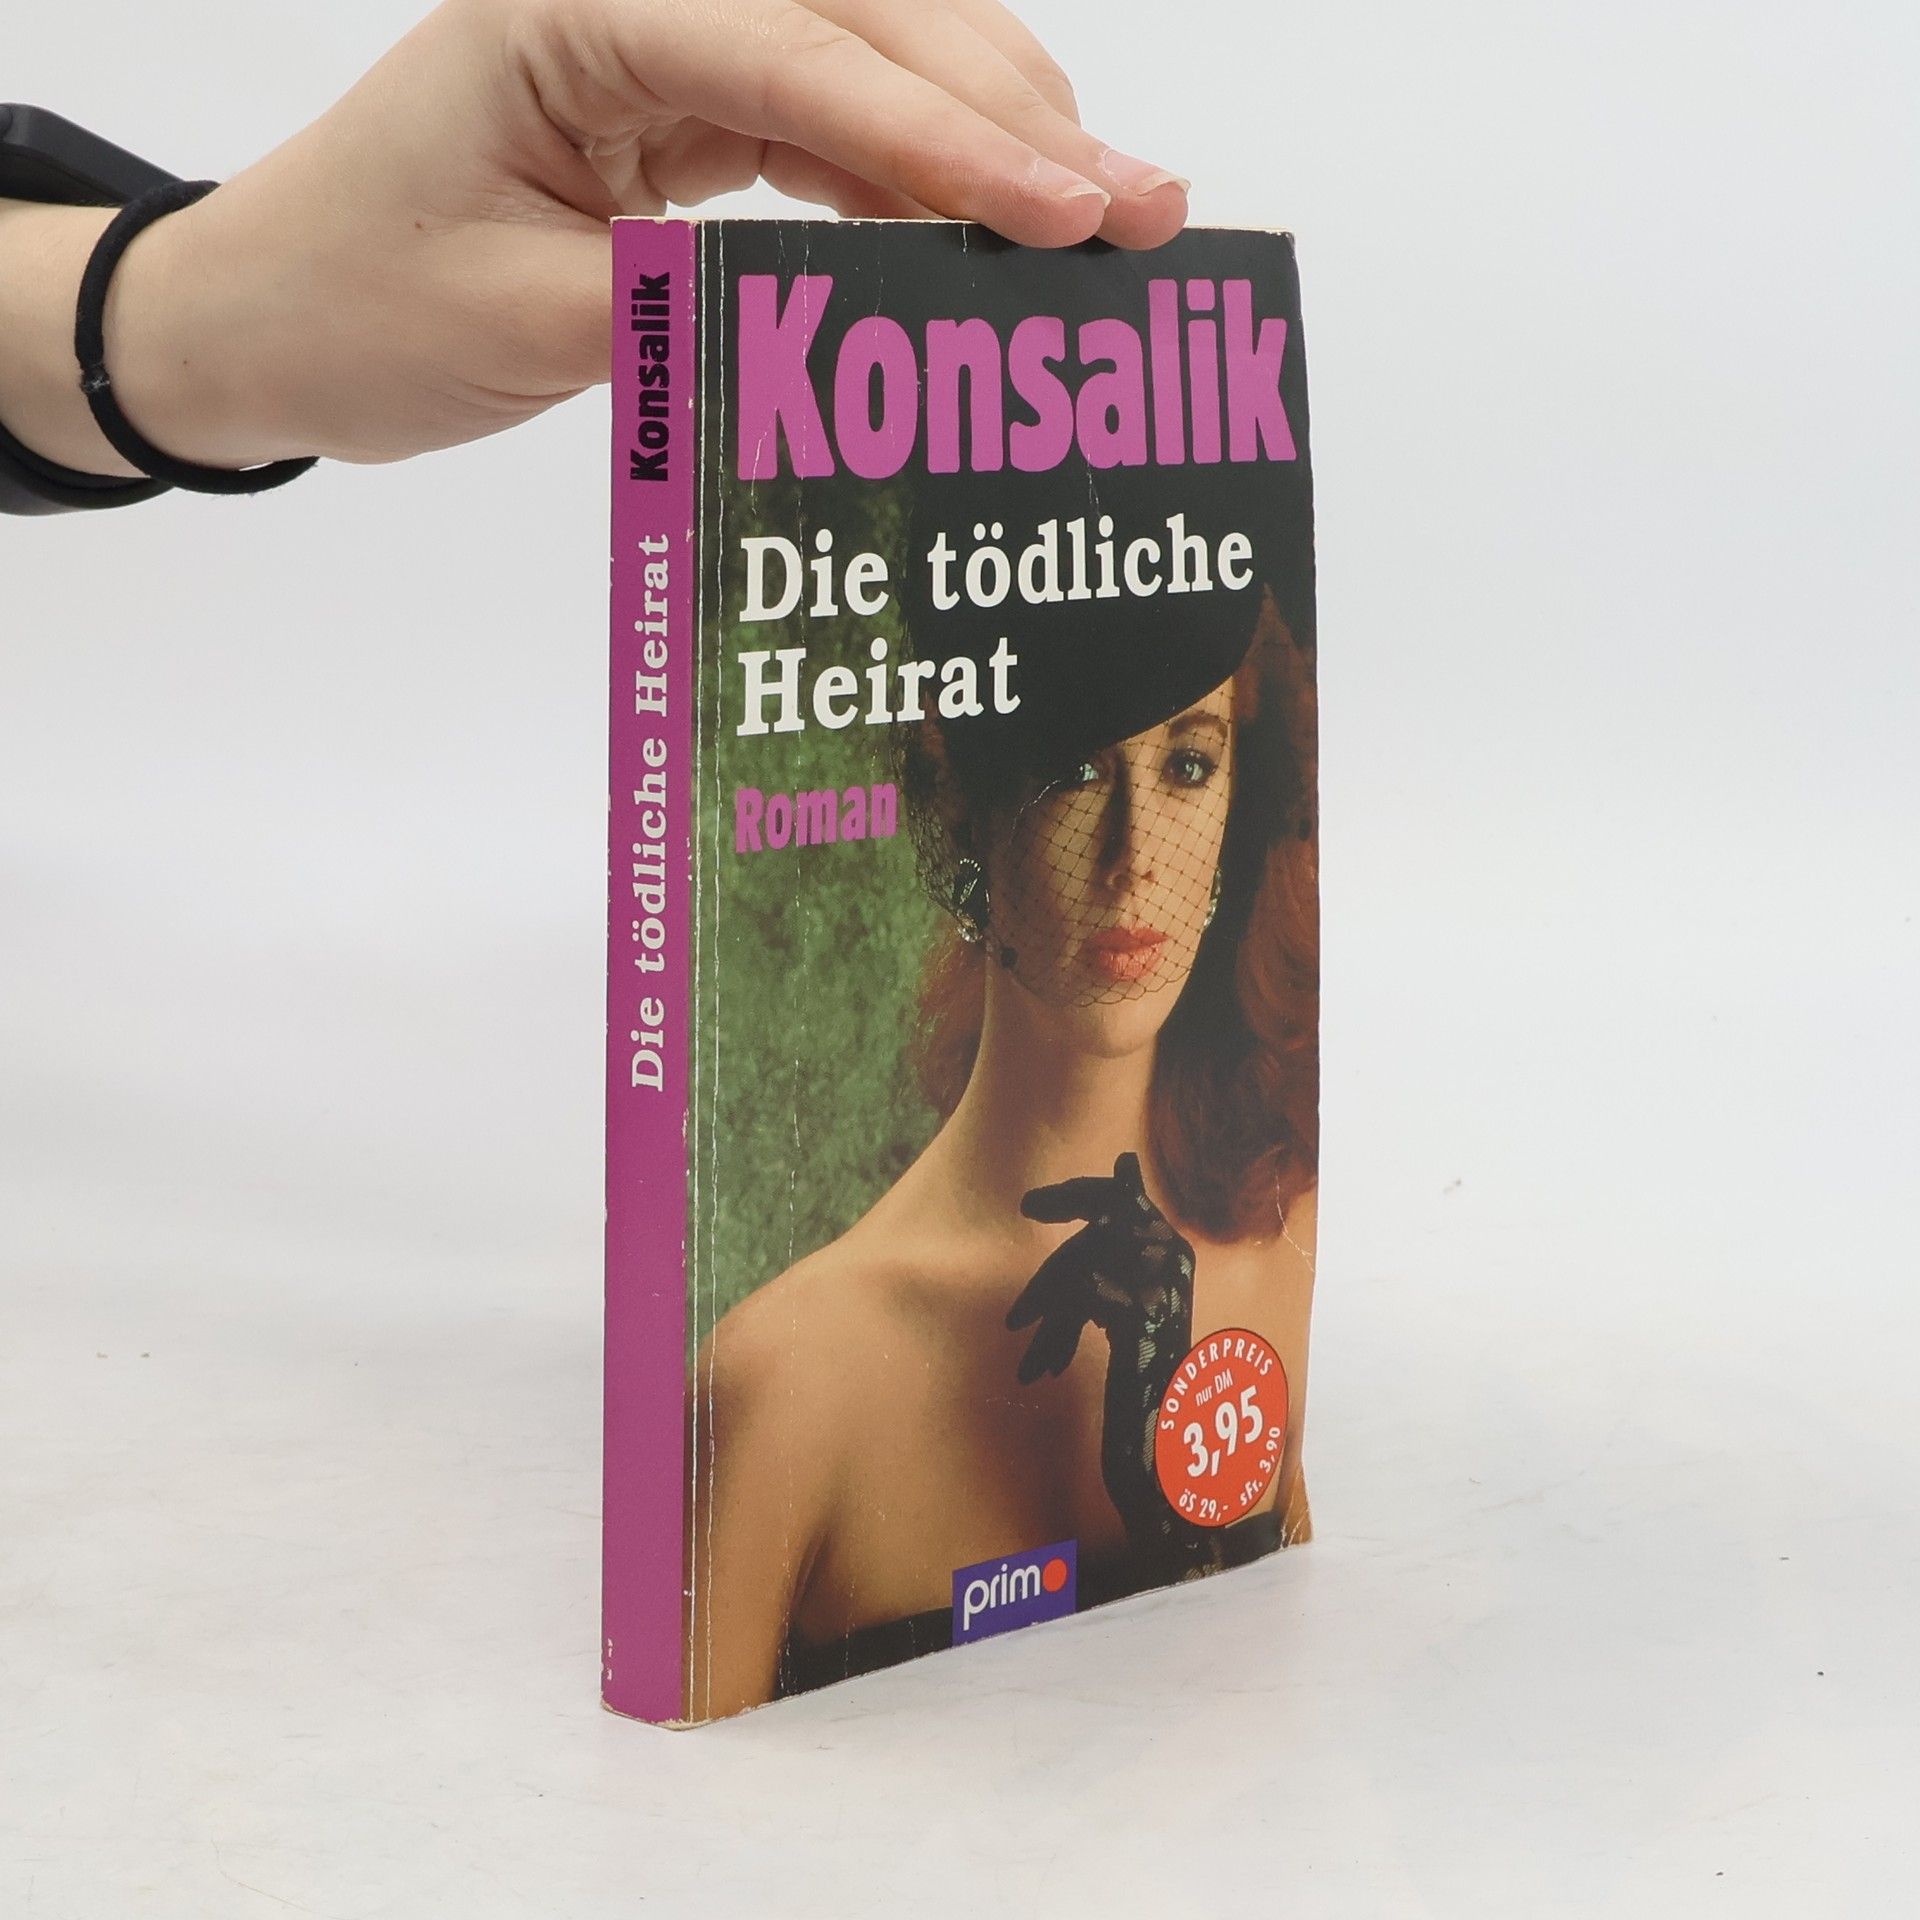 Konsalik
Die tödliche Heirat
Konsalik
Die tödliche
Heirat
Roman
SONDERPREIS
nur DM
3,95
öS 29,- sFr. 3,90
primo